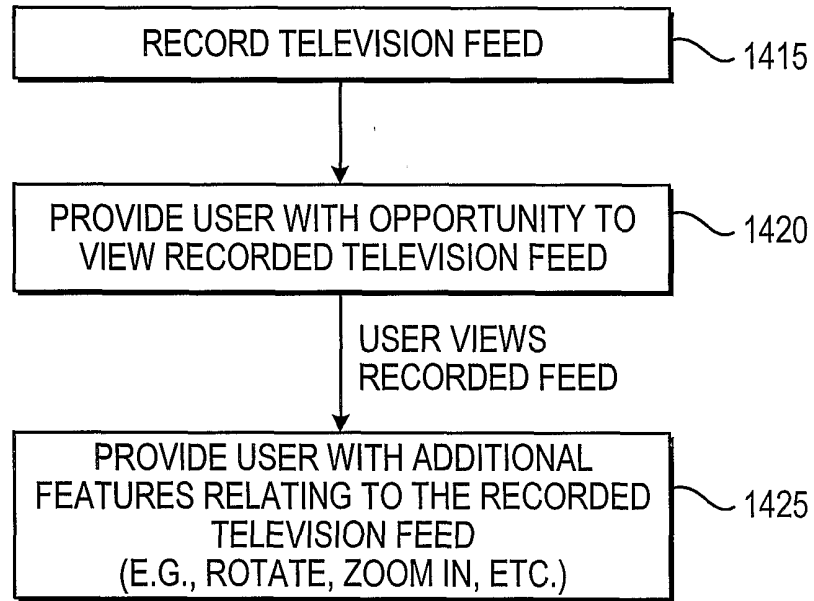 RECORD TELEVISION FEED
1415
PROVIDE USER WITH OPPORTUNITY TO
VIEW RECORDED TELEVISION FEED
1420
USER VIEWS
RECORDED FEED
PROVIDE USER WITH ADDITIONAL
FEATURES RELATING TO THE RECORDED
TELEVISION FEED
(E.G., ROTATE, ZOOM IN, ETC.)
1425